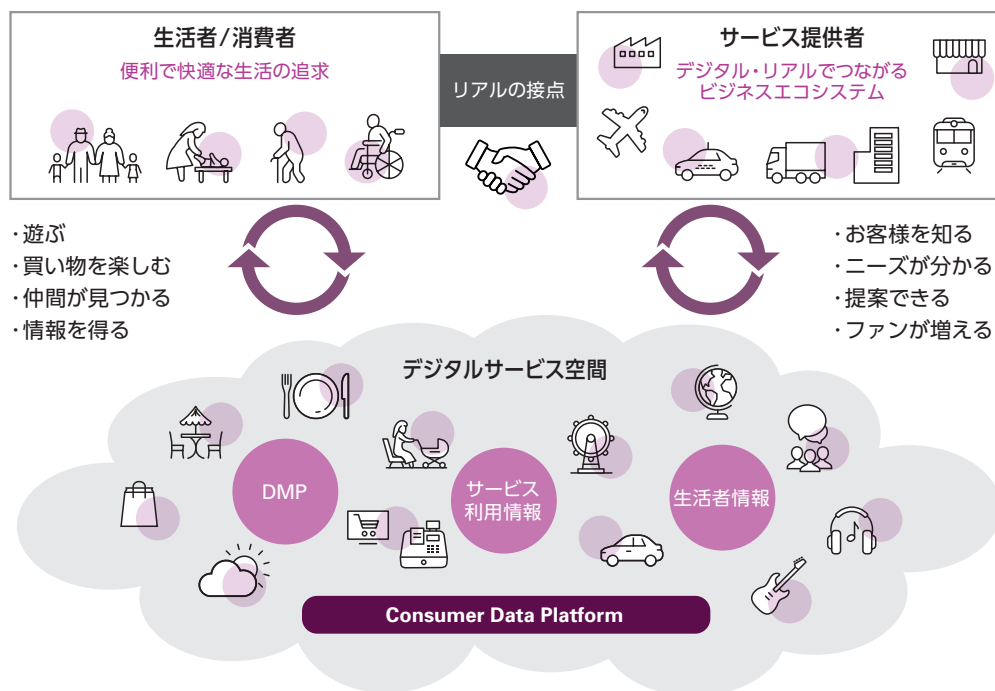 生活者/消費者
便利で快適な生活の追求
リアルの接点
サービス提供者
デジタル・リアルでつながる
ビジネスエコシステム
・遊ぶ
・買い物を楽しむ
・仲間が見つかる
・情報を得る
・お客様を知る
・ニーズが分かる
・提案できる
・ファンが増える
デジタルサービス空間
DMP
サービス
利用情報
生活者情報
Consumer Data Platform